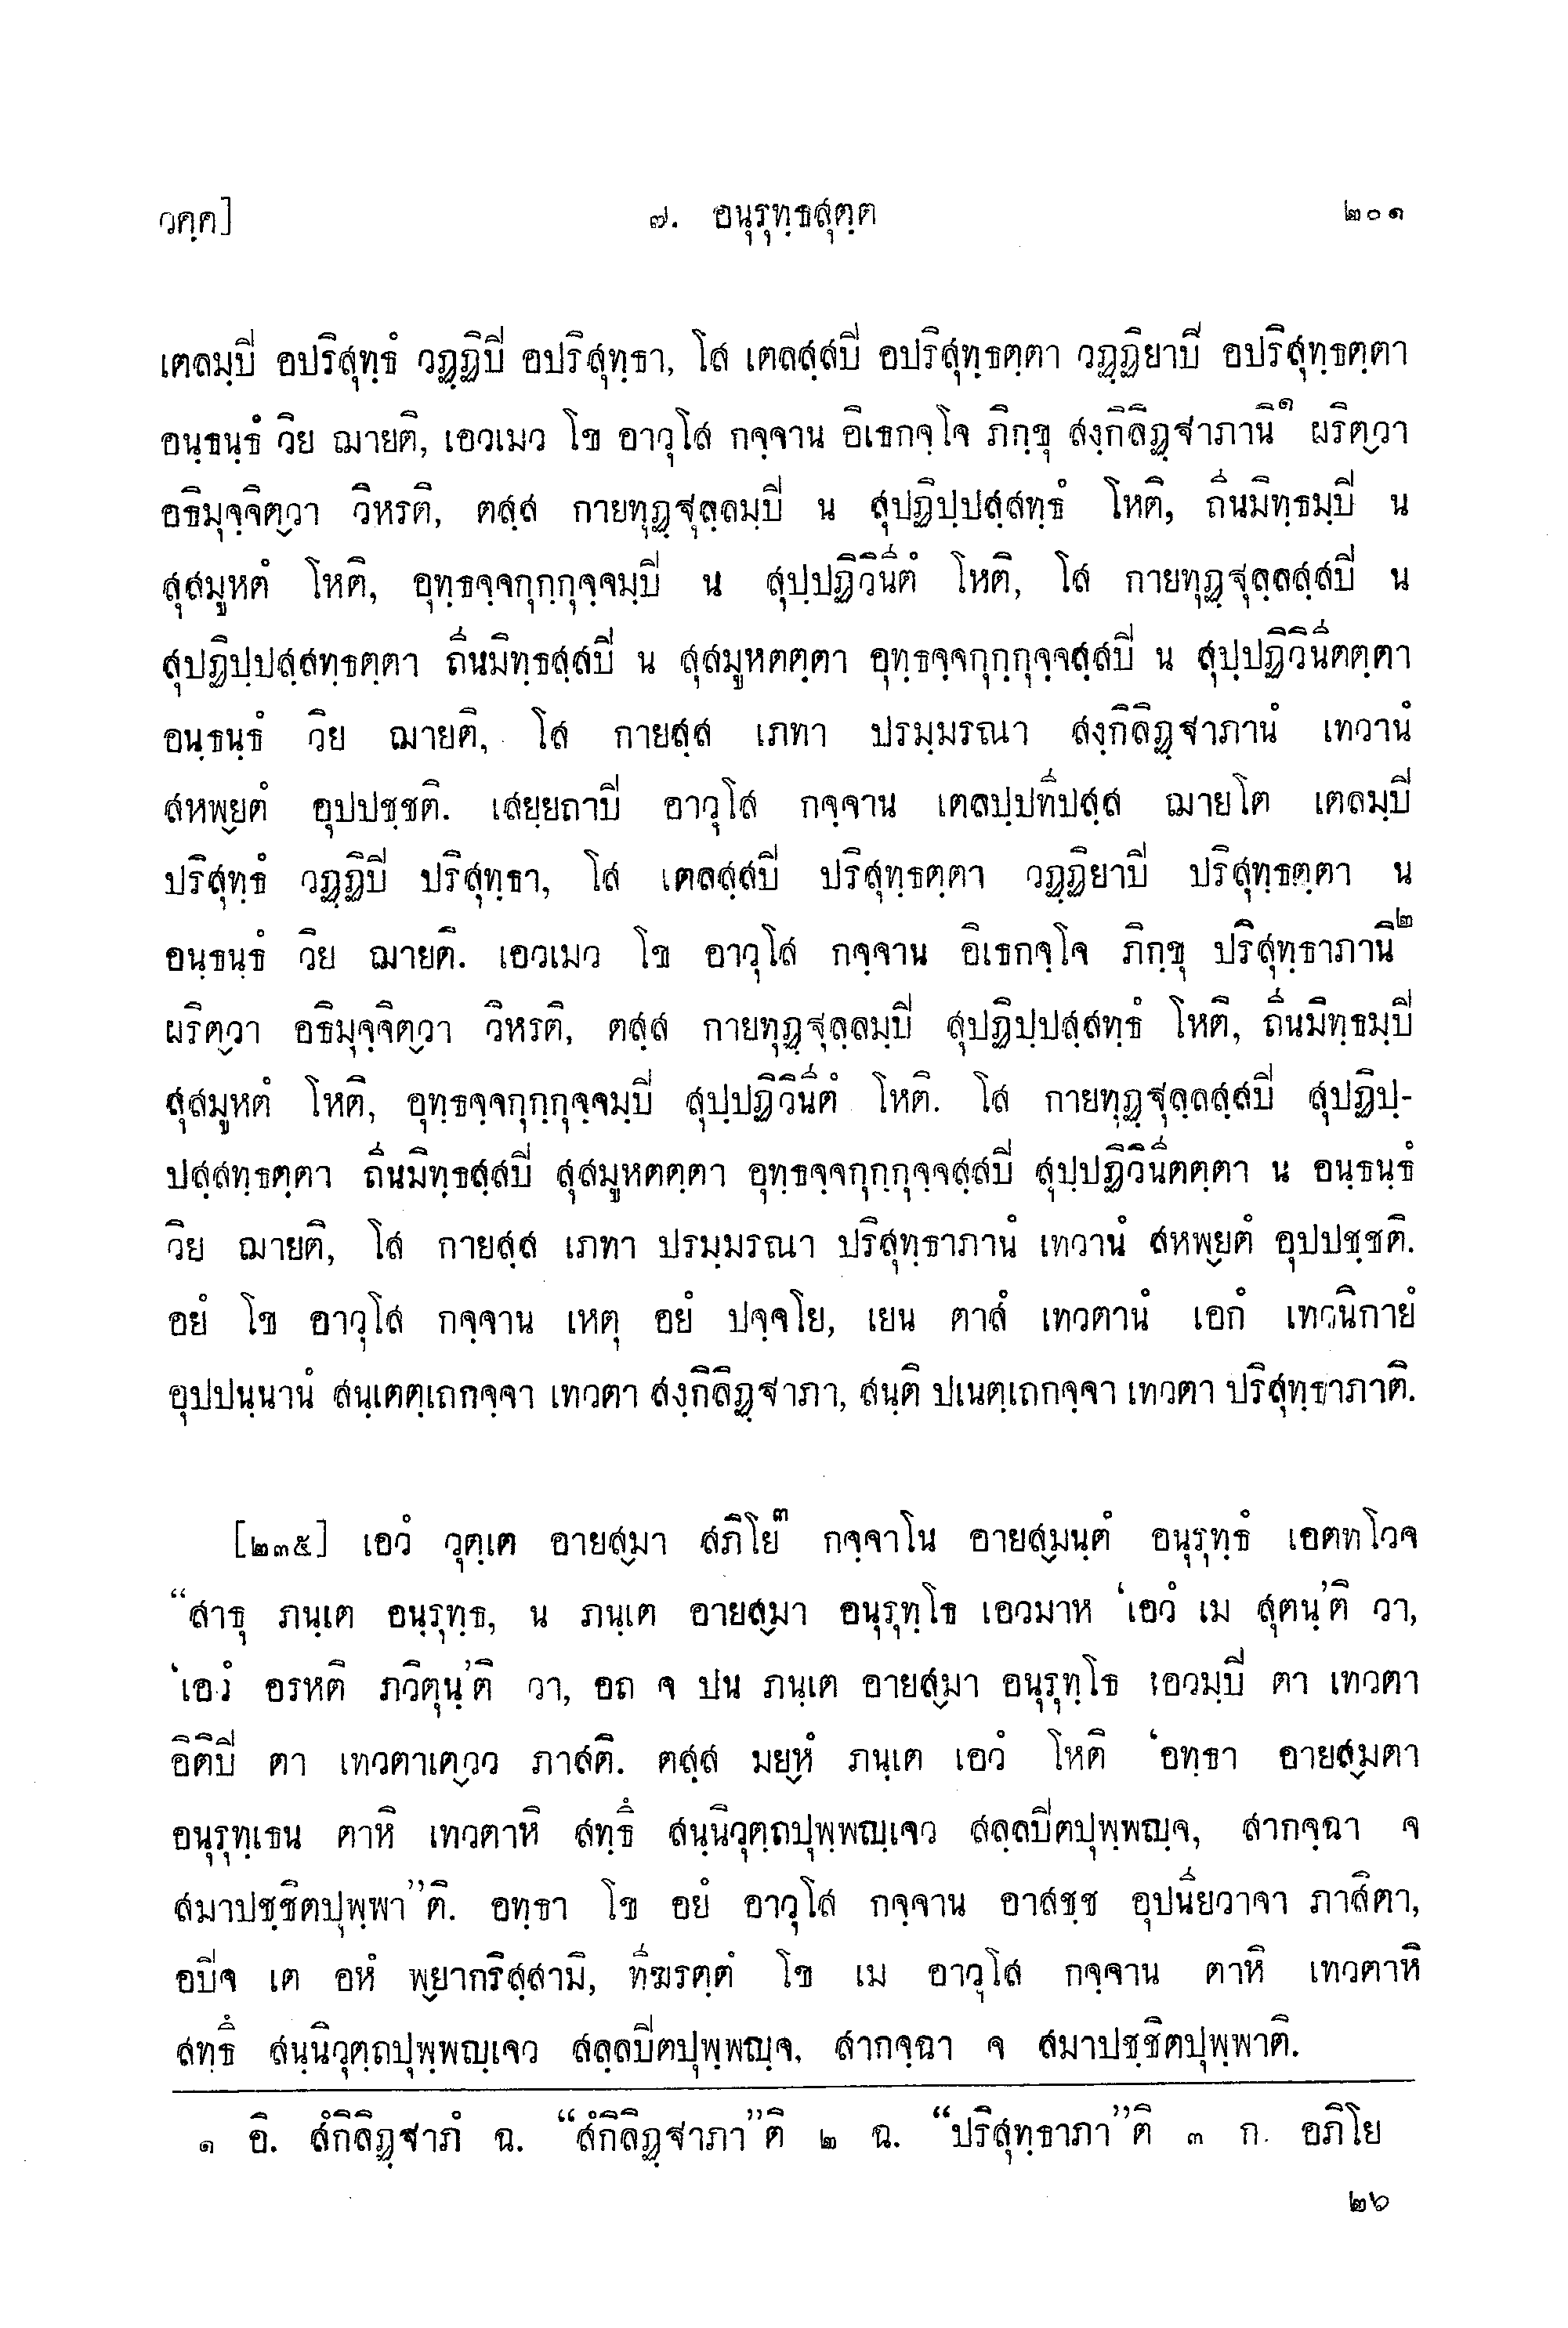 วคฺค]
๗. อนุรุทฺธสุตฺต
๒๐๑
เตลมฺปิ อปริสุทฺธํ วฏฺฏิปิ อปริสุทฺธา, โส เตลสฺสปิ อปริสุทฺธตฺตา วฏฺฏิยาปิ อปริสุทฺธตฺตา
อนฺธนฺธํ วิย ฌายติ, เอวเมว โข อาวุโส กจฺจาน อิเธกจฺโจ ภิกฺขุ สงฺกิลิฏฺฐาภานิ๑ ผริตฺวา
อธิมุจฺจิตฺวา วิหรติ, ตสฺส กายทุฏฺฐุลฺลมฺปิ น สุปฏิปฺปสฺสทฺธํ โหติ, ถีนมิทฺธมฺปิ น
สุสมูหตํ โหติ, อุทฺธจฺจกุกฺกุจฺจมฺปิ น สุปฺปฏิวินีตํ โหติ, โส กายทุฏฺฐุลฺลสฺสปิ น
สุปฏิปฺปสฺสทฺธตฺตา ถีนมิทฺธสฺสปิ น สุสมูหตตฺตา อุทฺธจฺจกุกฺกุจฺจสฺสปิ น สุปฺปฏิวินีตตฺตา
อนฺธนฺธํ วิย ฌายติ, โส กายสฺส เภทา ปรมฺมรณา สงฺกิลิฏฺฐาภานํ เทวานํ
สหพฺยตํ อุปปชฺชติ. เสยฺยถาปิ อาวุโส กจฺจาน เตลปฺปทีปสฺส ฌายโต เตลมฺปิ
ปริสุทฺธํ วฏฺฏิปิ ปริสุทฺธา, โส เตลสฺสปิ ปริสุทฺธตฺตา วฏฺฏิยาปิ ปริสุทฺธตฺตา น
อนฺธนฺธํ วิย ฌายติ. เอวเมว โข อาวุโส กจฺจาน อิเธกจฺโจ ภิกฺขุ ปริสุทฺธาภานิ๒
ผริตฺวา อธิมุจฺจิตฺวา วิหรติ, ตสฺส กายทุฏฺฐุลฺลมฺปิ สุปฏิปฺปสฺสทฺธํ โหติ, ถีนมิทฺธมฺปิ
สุสมูหตํ โหติ, อุทฺธจฺจกุกฺกุจฺจมฺปิ สุปฺปฏิวินีตํ โหติ. โส กายทุฏฺฐุลฺลสฺสปิ สุปฏิปฺ-
ปสฺสทฺธตฺตา ถีนมิทฺธสฺสปิ สุสมูหตตฺตา อุทฺธจฺจกุกฺกุจฺจสฺสปิ สุปฺปฏิวินีตตฺตา น อนฺธนฺธํ
วิย ฌายติ, โส กายสฺส เภทา ปรมฺมรณา ปริสุทฺธาภานํ เทวานํ สหพฺยตํ อุปปชฺชติ.
อยํ โข อาวุโส กจฺจาน เหตุ อยํ ปจฺจโย, เยน ตาสํ เทวตานํ เอกํ เทวนิกายํ
อุปปนฺนานํ สนฺเตตฺเถกจฺจา เทวตา สงฺกิลิฏฺฐาภา, สนฺติ ปเนตฺเถกจฺจา เทวตา ปริสุทฺธาภาติ.
[๒๓๕] เอวํ วุตฺเต อายสฺมา สภิโย๓ กจฺจาโน อายสฺมนฺตํ อนุรุทฺธํ เอตทโวจ
“สาธุ ภนฺเต อนฺรุทฺธ, น ภนฺเต อายสฺมา อนุรุทฺโธ เอวมาห ‘เอวํ เม สุตนฺ’ติ วา,
‘เอวํ อรหติ ภวิตุนฺ’ติ วา, อถ จ ปน ภนฺเต อายสฺมา อนุรุทฺโธ เอวมฺปิ ตา เทวตา
อิติปิ ตา เทวตาเตฺวว ภาสติ. ตสฺส มยฺหํ ภนฺเต เอวํ โหติ ‘อทฺธา อายสฺมตา
อนุรุทฺเธน ตาหิ เทวตาหิ สทฺธึ สนฺนิวุตฺถปุพฺพญฺเจว สลฺลปิตปุพฺพญฺจ, สากจฺฉา จ
สมาปชฺชิตปุพฺพา”ติ. อทฺธา โข อยํ อาวุโส กจฺจาน อาสชฺช อุปนียวาจา ภาสิตา,
อปิจ เต อหํ พฺยากริสฺสามิ, ทีฆรตฺตํ โข เม อาวุโส กจฺจาน ตาหิ เทวตาหิ
สทฺธึ สนฺนิวุตฺถปุพฺพญฺเจว สลฺลปิตปุพฺพญฺจ, สากจฺฉา จ สมาปชฺชิตปุพฺพาติ.
๑ อิ. สํกิลิฏฺฐาภํ ฉ. “สํกิลิฏฺฐาภา”ติ ๒ ฉ. “ปริสุทฺธาภา”ติ ๓ ก. อภิโย
๒๖